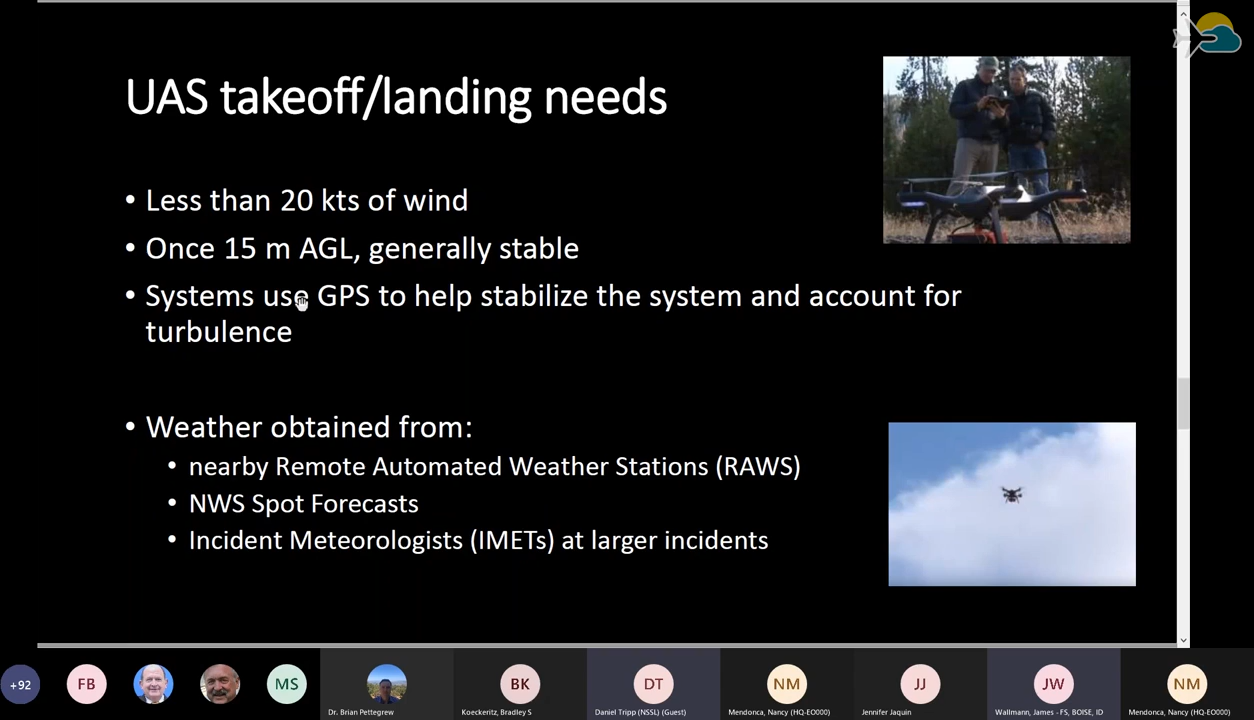 UAS takeoff/landing needs
• Less than 20 kts of wind
• Once 15 m AGL, generally stable
• Systems use GPS to help stabilize the system and account for
turbulence
• Weather obtained from:
• nearby Remote Automated Weather Stations (RAWS)
• NWS Spot Forecasts
• Incident Meteorologists (IMETs) at larger incidents
+92
FB
MS
BK
DT
NM
JJ
JW
NM
Dr. Brian Pettegrew
Koeckeritz, Bradley S
Daniel Tripp (NSSL) (Guest)
Mendonca, Nancy (HQ-EO000)
Jennifer Jaquin
Wallmann, James - FS, BOISE, ID
Mendonca, Nancy (HQ-EO000)